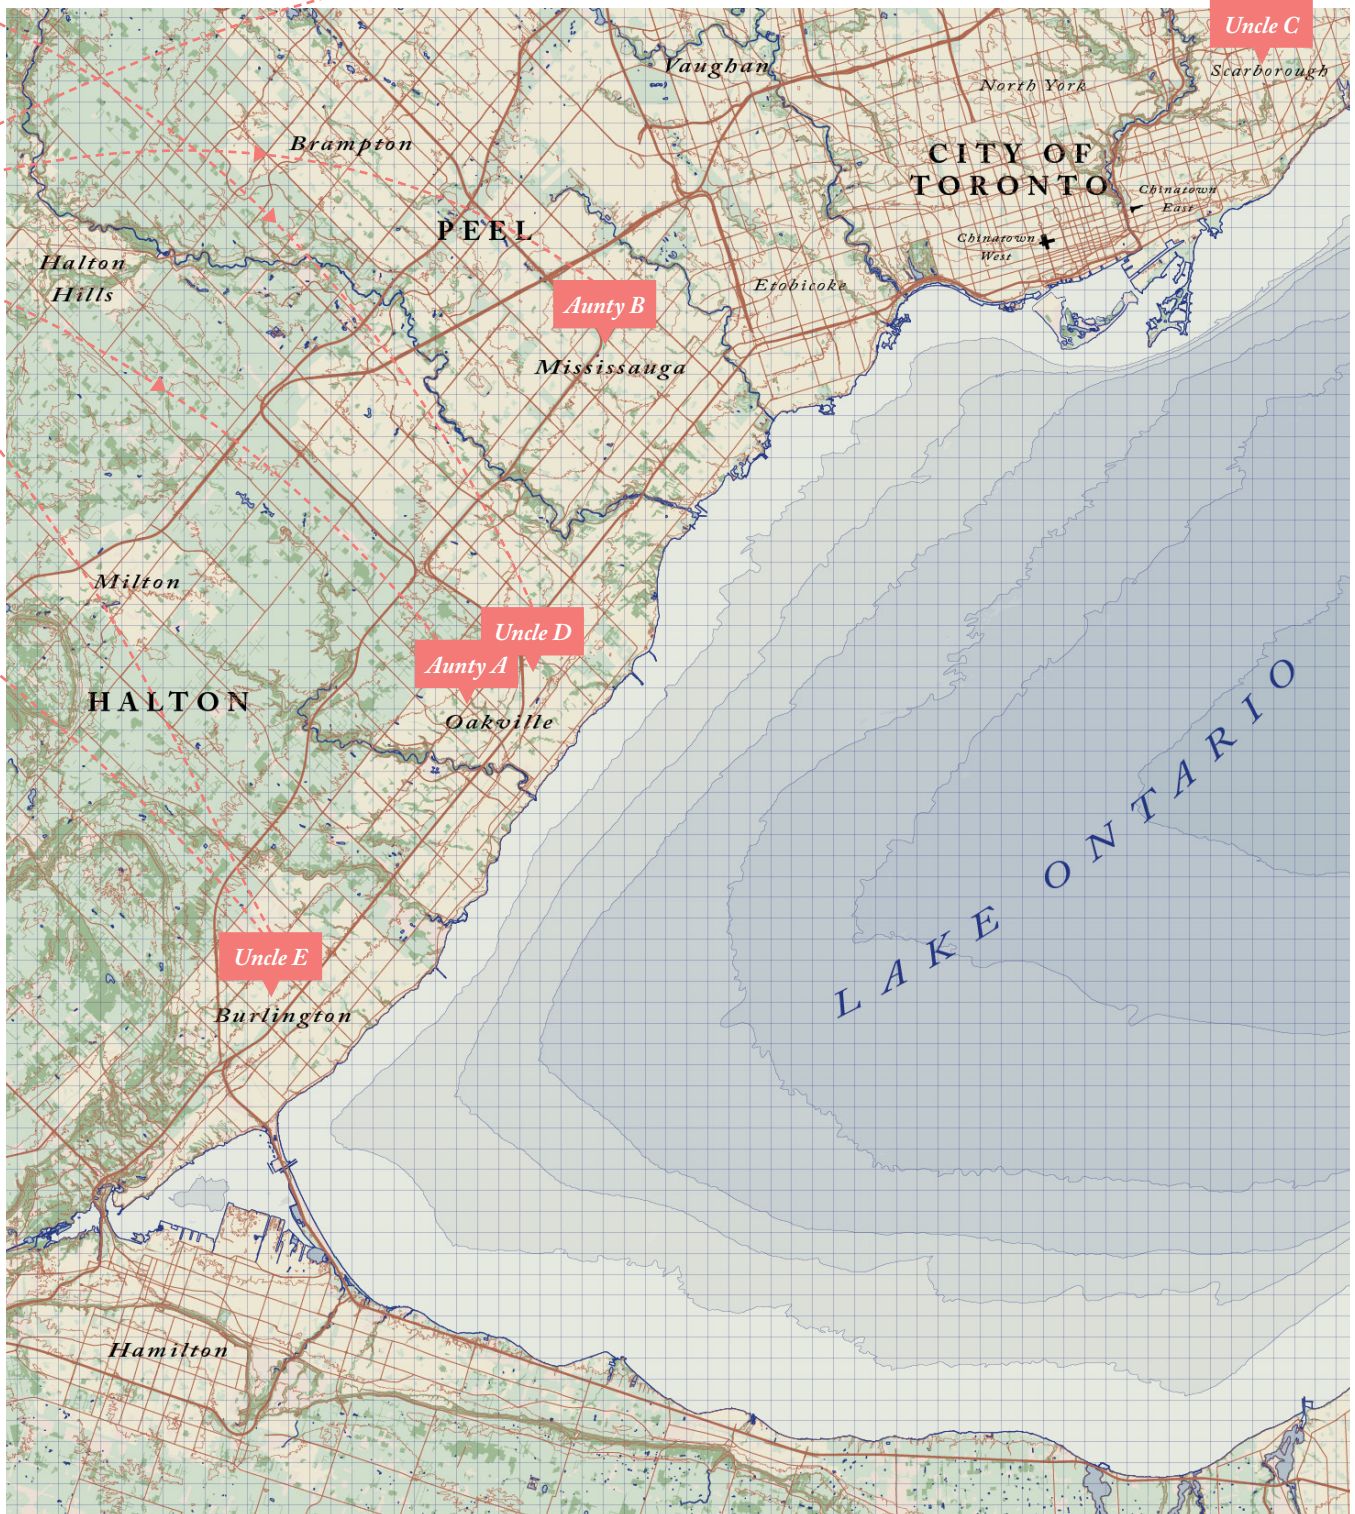 Uncle C
Scarborough
Vaughan
North York
Brampton
CITY OF
TORONTO
Chinatown
East
PEEL
Chinatown
West
Halton
Hills
Etobicoke
Aunty B
Mississauga
Milton
Uncle D
Aunty A
HALTON
Oakville
LAKE ONTARIO
Uncle E
Burlington
Hamilton